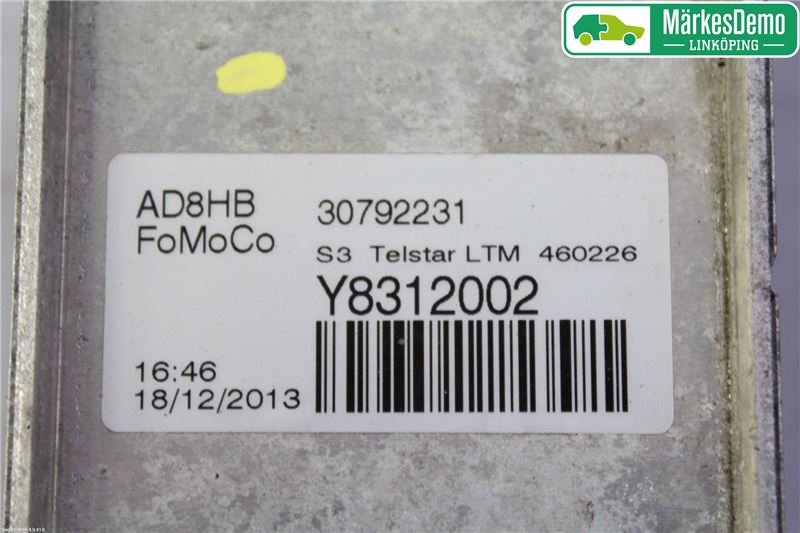 MärkesDemo
LINKÖPING
AD8HB
FoMoCo
30792231
S3 Telstar LTM 460226
Y8312002
16:46
18/12/2013